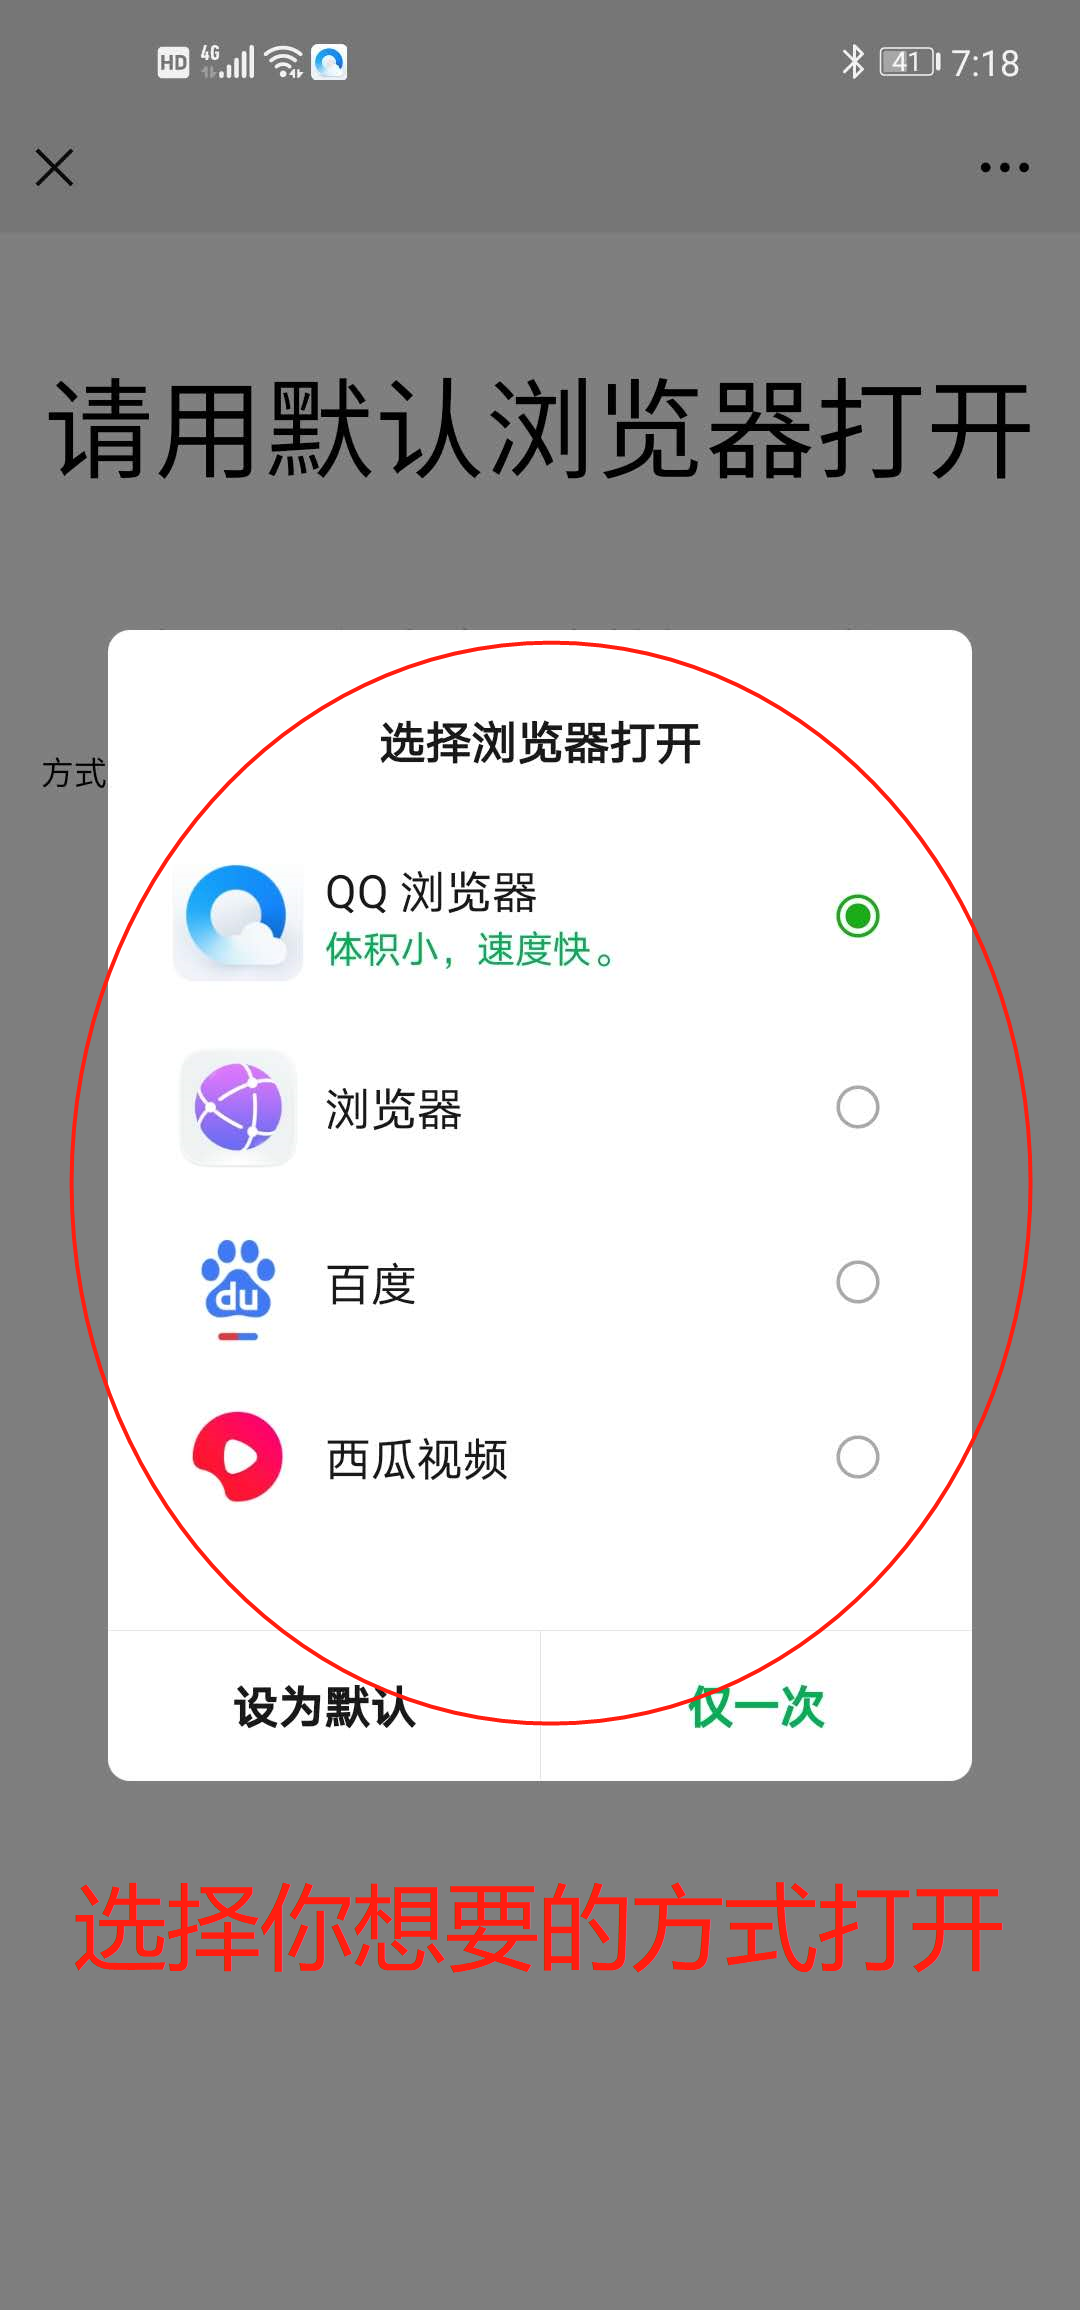 HD 4G 41 7:18
请用默认浏览器打开
方式
选择浏览器打开
QQ 浏览器
体积小，速度快。
浏览器
du
百度
西瓜视频
设为默认
仅一次
选择你想要的方式打开